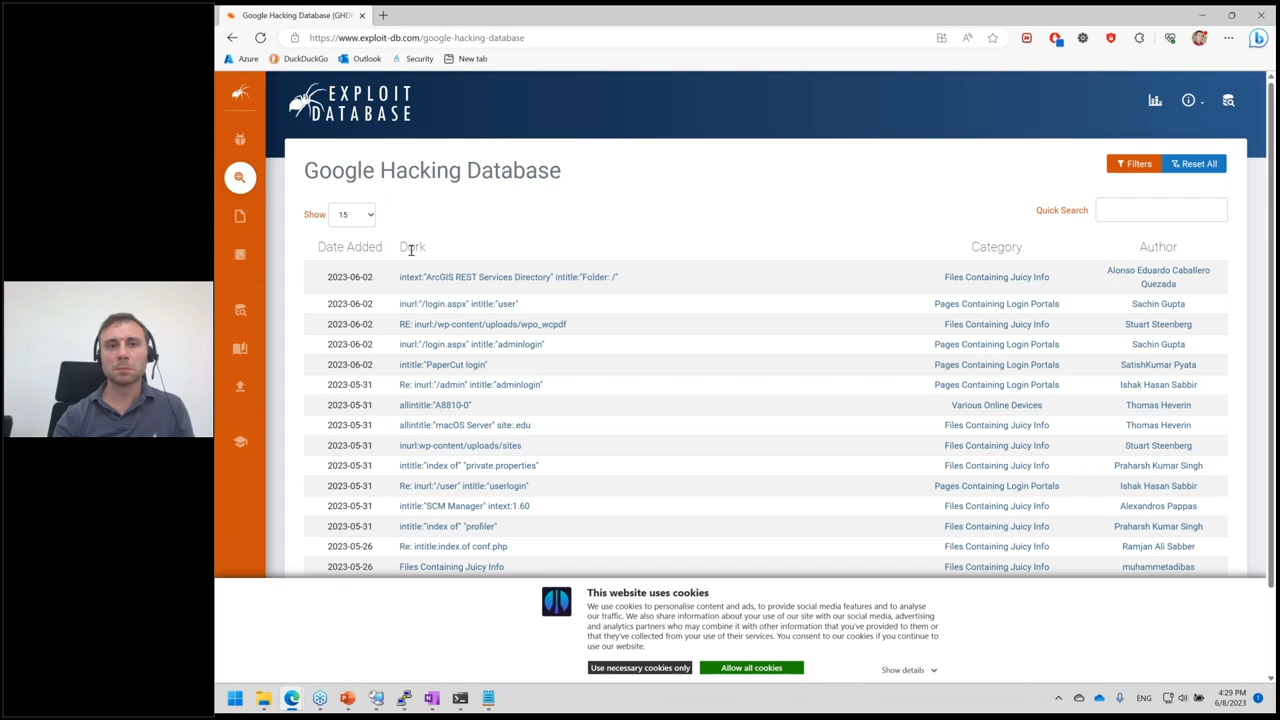 Google Hacking Database (GHD
https://www.exploit-db.com/google-hacking-database
Azure DuckDuckGo Outlook Security New tab
EXPLOIT
DATABASE
Google Hacking Database
Filters Reset All
Show 15 Quick Search
Date Added Dork Category Author
2023-06-02 intext:"ArcGIS REST Services Directory" intitle:"Folder: /" Files Containing Juicy Info Alonso Eduardo Caballero
Quezada
2023-06-02 inurl:"/login.aspx" intitle:"user" Pages Containing Login Portals Sachin Gupta
2023-06-02 RE: inurl:/wp-content/uploads/wpo_wcpdf Files Containing Juicy Info Stuart Steenberg
2023-06-02 inurl:"/login.aspx" intitle:"adminlogin" Pages Containing Login Portals Sachin Gupta
2023-06-02 intitle:"PaperCut login" Pages Containing Login Portals SatishKumar Pyata
2023-05-31 Re: inurl:"/admin" intitle:"adminlogin" Pages Containing Login Portals Ishak Hasan Sabbir
2023-05-31 allintitle:"A8810-0" Various Online Devices Thomas Heverin
2023-05-31 allintitle:"macOS Server" site:.edu Files Containing Juicy Info Thomas Heverin
2023-05-31 inurl:wp-content/uploads/sites Files Containing Juicy Info Stuart Steenberg
2023-05-31 intitle:"index of" "private.properties" Files Containing Juicy Info Praharsh Kumar Singh
2023-05-31 Re: inurl:"/user" intitle:"userlogin" Pages Containing Login Portals Ishak Hasan Sabbir
2023-05-31 intitle:"SCM Manager" intext:1.60 Files Containing Juicy Info Alexandros Pappas
2023-05-31 intitle:"index of" "profiler" Files Containing Juicy Info Praharsh Kumar Singh
2023-05-26 Re: intitle:index.of conf.php Files Containing Juicy Info Ramjan Ali Sabber
2023-05-26 Files Containing Juicy Info Files Containing Juicy Info muhammetadibas
This website uses cookies
We use cookies to personalise content and ads, to provide social media features and to analyse
our traffic. We also share information about your use of our site with our social media, advertising
and analytics partners who may combine it with other information that you've provided to them or
that they've collected from your use of their services. You consent to our cookies if you continue to
use our website.
Use necessary cookies only Allow all cookies Show details
ENG 4:29 PM
6/8/2023